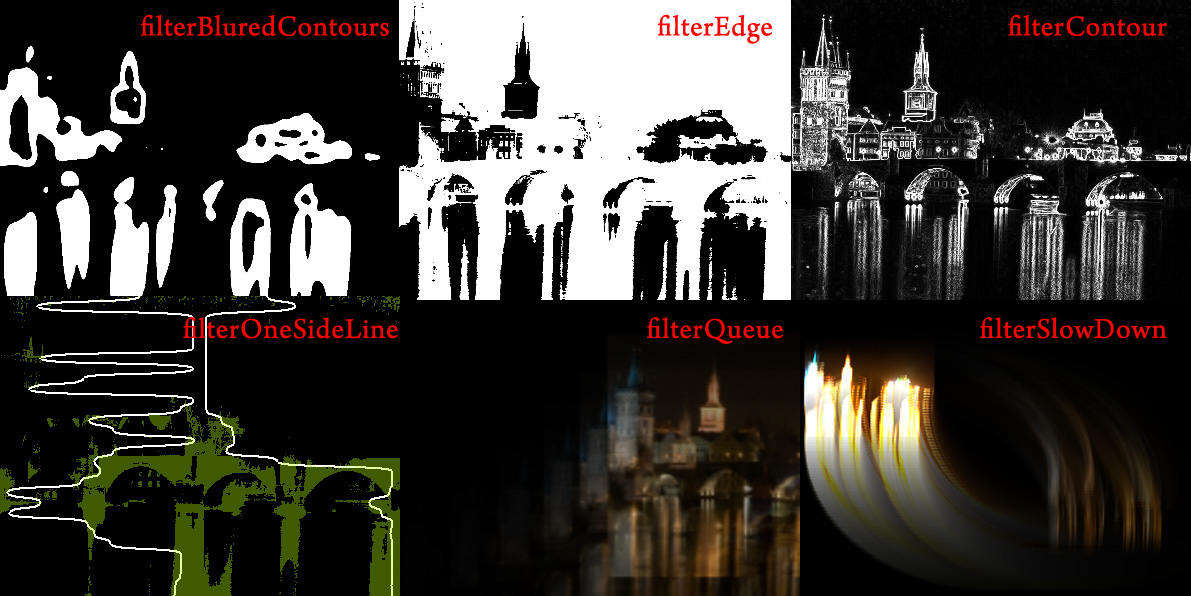 filterBluredContours
filterEdge
filterContour
filterOneSideLine
filterQueue
filterSlowDown